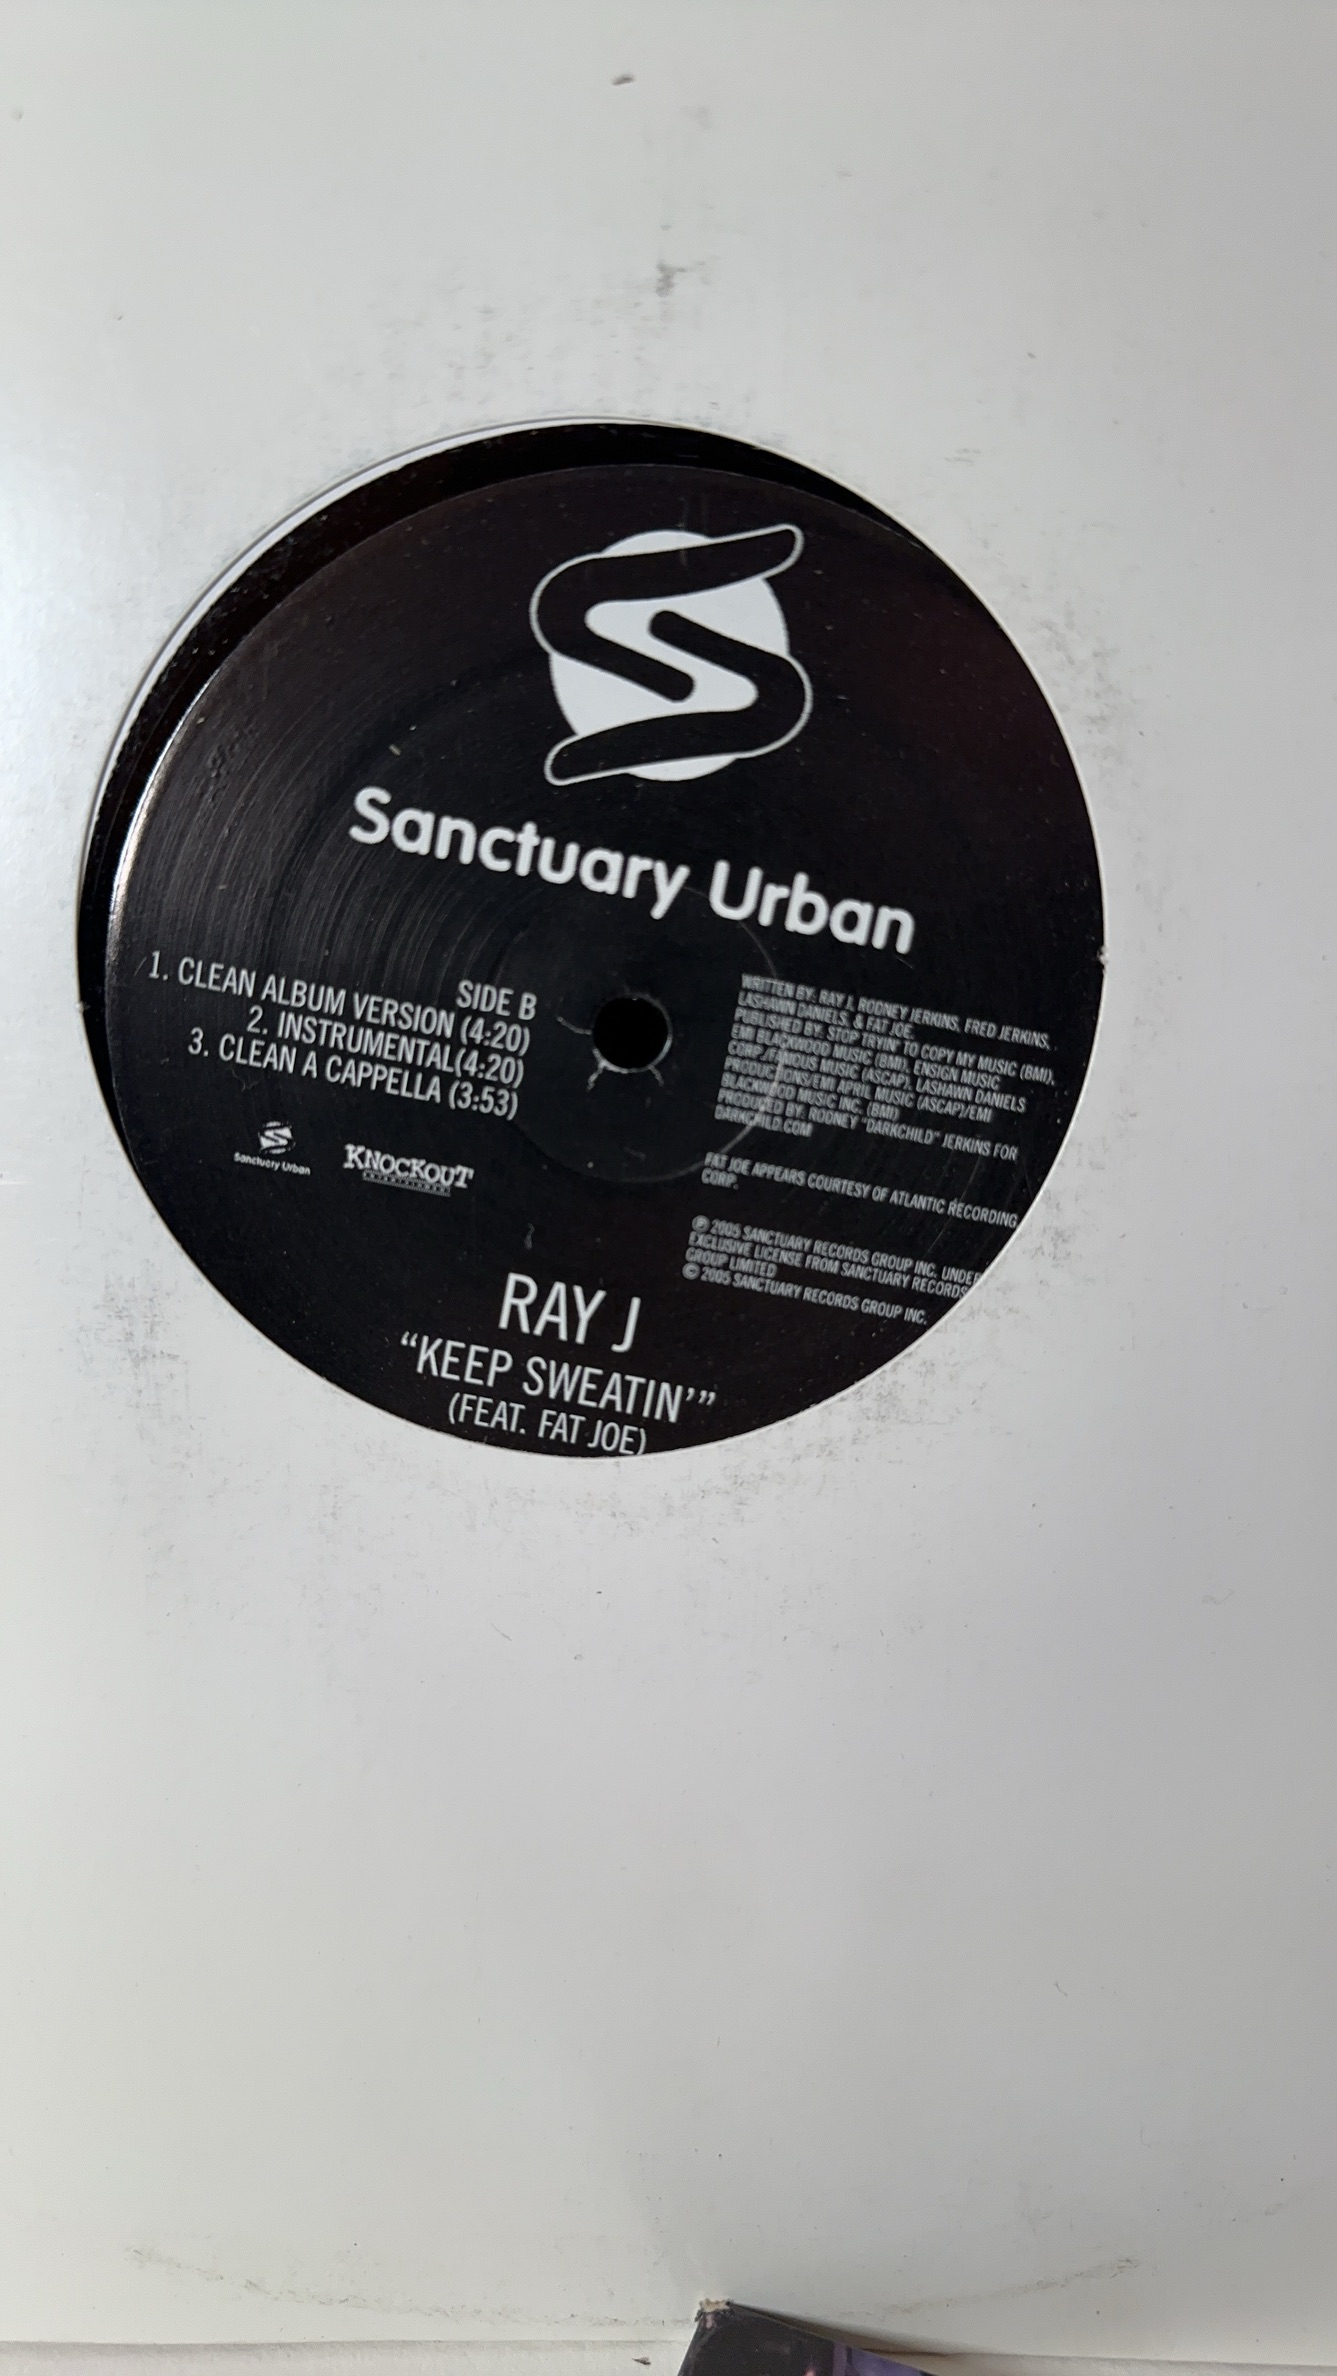 Sanctuary Urban
SIDE B
1. CLEAN ALBUM VERSION (4:20)
2. INSTRUMENTAL(4:20)
3. CLEAN A CAPPELLA (3:53)
Sanctuary Urban
KNOCKOUT
ENTERTAINMENT
WRITTEN BY: RAY J, RODNEY JERKINS, FRED JERKINS,
LASHAWN DANIELS, & FAT JOE.
PUBLISHED BY: STOP TRYIN' TO COPY MY MUSIC (BMI),
EMI BLACKWOOD MUSIC (BMI), ENSIGN MUSIC
CORP./FAMOUS MUSIC (ASCAP), LASHAWN DANIELS
PRODUCTIONS/EMI APRIL MUSIC (ASCAP)/EMI
BLACKWOOD MUSIC INC. (BMI)
PRODUCED BY: RODNEY "DARKCHILD" JERKINS FOR
DARKCHILD.COM
FAT JOE APPEARS COURTESY OF ATLANTIC RECORDING
CORP.
℗ 2005 SANCTUARY RECORDS GROUP INC. UNDER
EXCLUSIVE LICENSE FROM SANCTUARY RECORDS
GROUP LIMITED
© 2005 SANCTUARY RECORDS GROUP INC.
RAY J
“KEEP SWEATIN'”
(FEAT. FAT JOE)